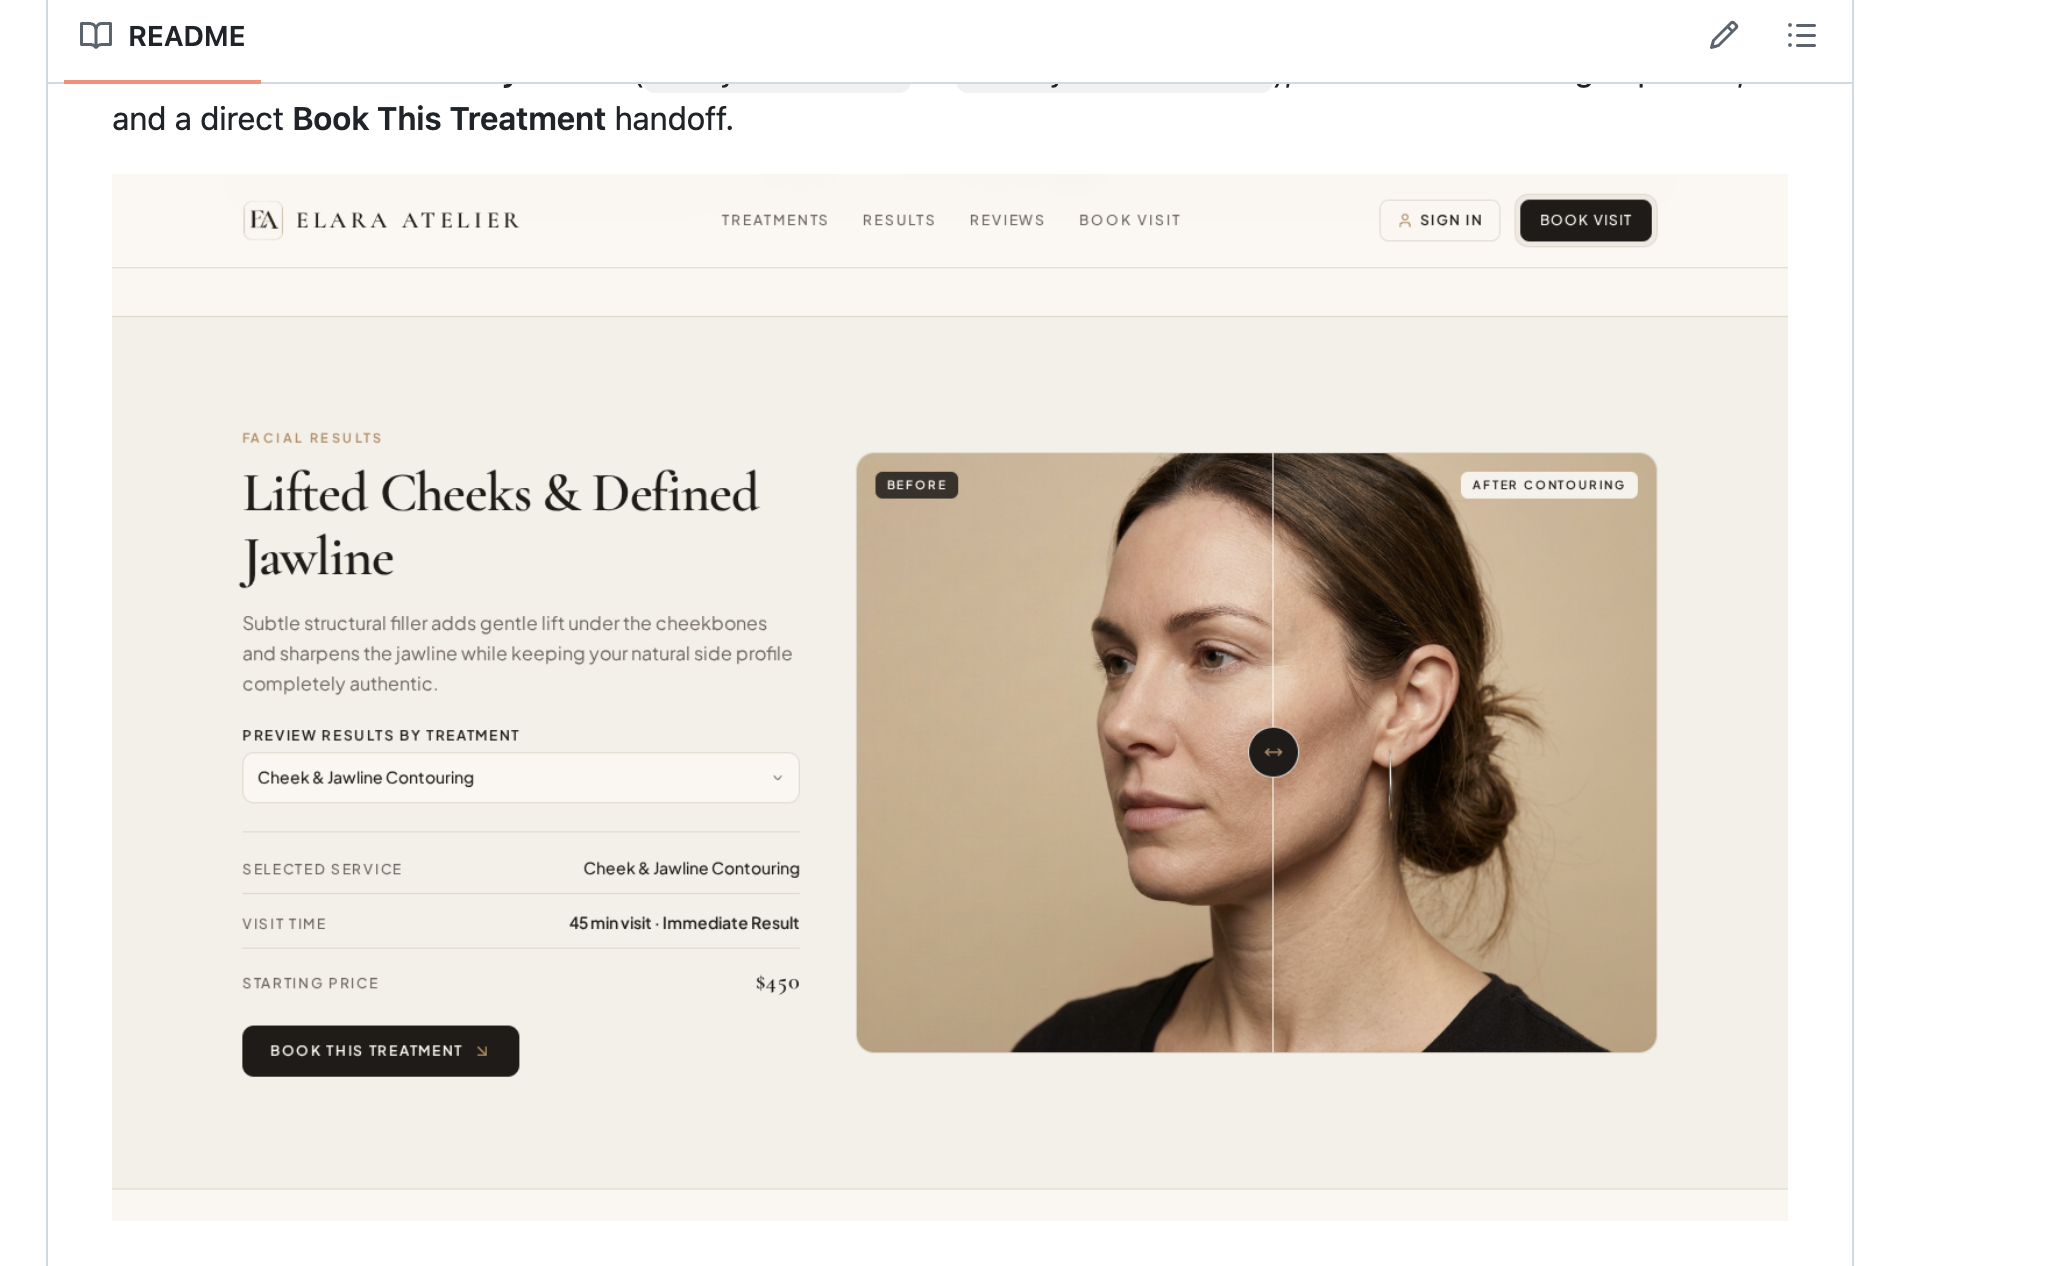 README
and a direct Book This Treatment handoff.
EA ELARA ATELIER
TREATMENTS RESULTS REVIEWS BOOK VISIT
SIGN IN
BOOK VISIT
FACIAL RESULTS
Lifted Cheeks & Defined
Jawline
Subtle structural filler adds gentle lift under the cheekbones
and sharpens the jawline while keeping your natural side profile
completely authentic.
PREVIEW RESULTS BY TREATMENT
Cheek & Jawline Contouring
SELECTED SERVICE Cheek & Jawline Contouring
VISIT TIME 45 min visit · Immediate Result
STARTING PRICE $450
BOOK THIS TREATMENT
BEFORE
AFTER CONTOURING